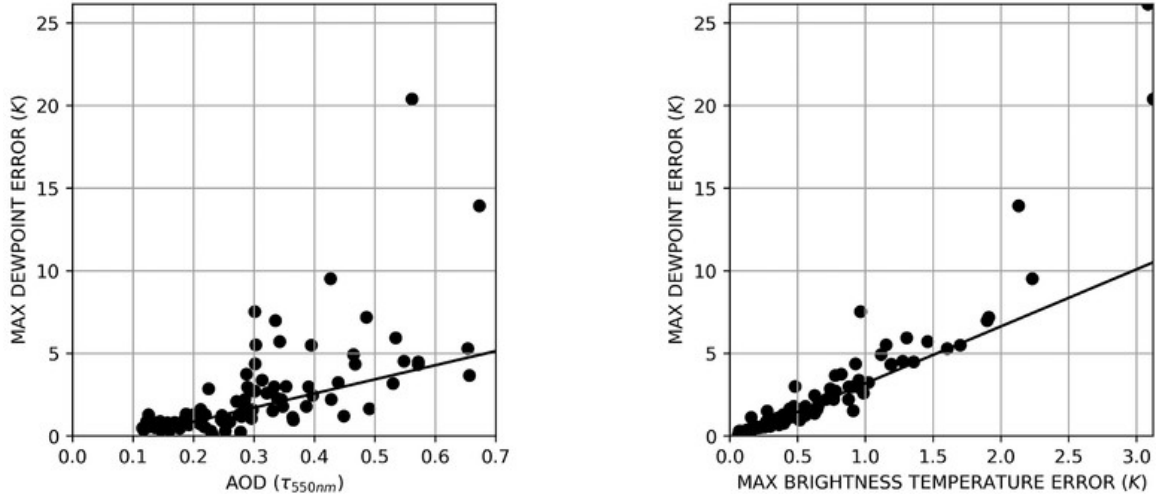 MAX DEWPOINT ERROR (K)
25
20
15
10
5
0
0.0 0.1 0.2 0.3 0.4 0.5 0.6 0.7
AOD (τ550nm)
MAX DEWPOINT ERROR (K)
25
20
15
10
5
0
0.0 0.5 1.0 1.5 2.0 2.5 3.0
MAX BRIGHTNESS TEMPERATURE ERROR (K)